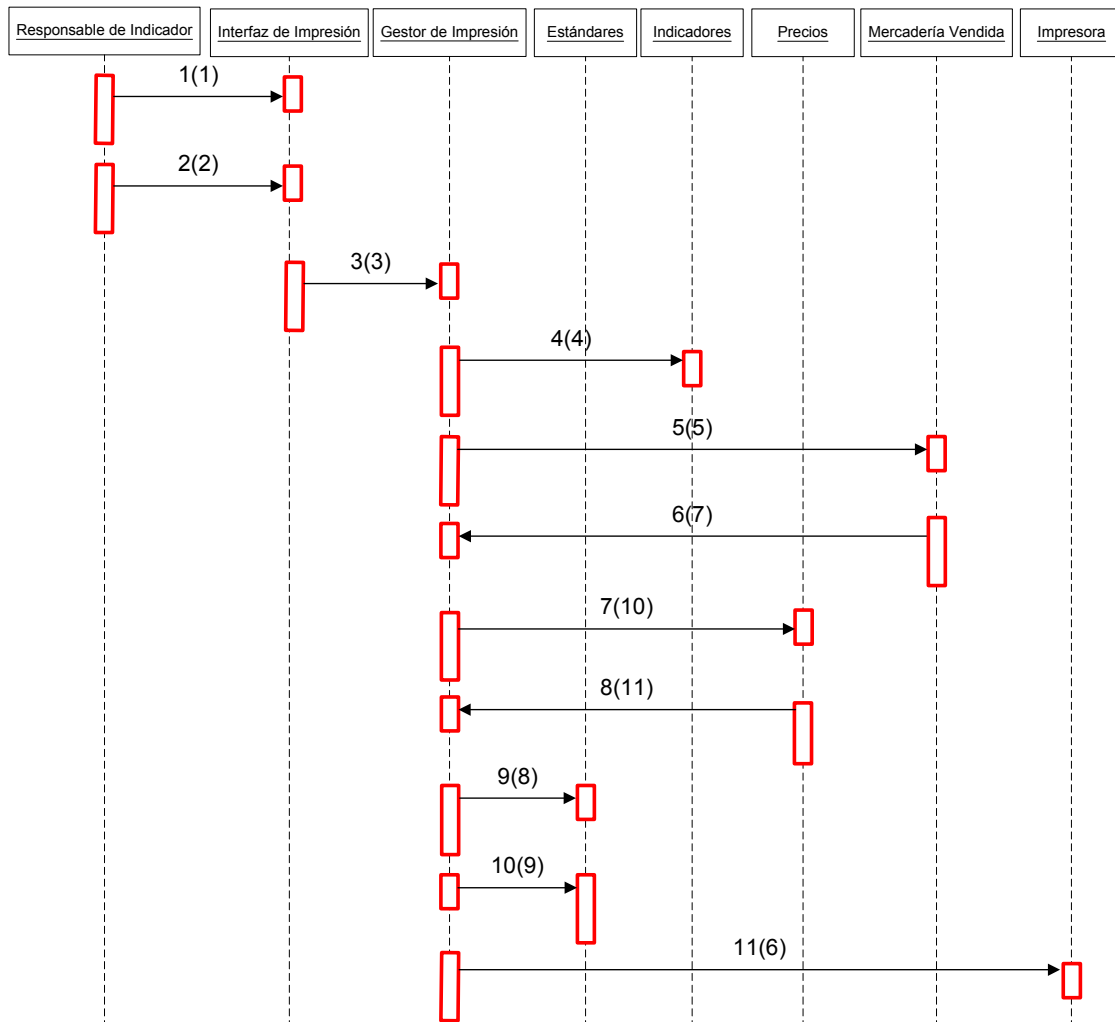 Responsable de Indicador
Interfaz de Impresión
Gestor de Impresión
Estándares
Indicadores
Precios
Mercadería Vendida
Impresora
1(1)
2(2)
3(3)
4(4)
5(5)
6(7)
7(10)
8(11)
9(8)
10(9)
11(6)